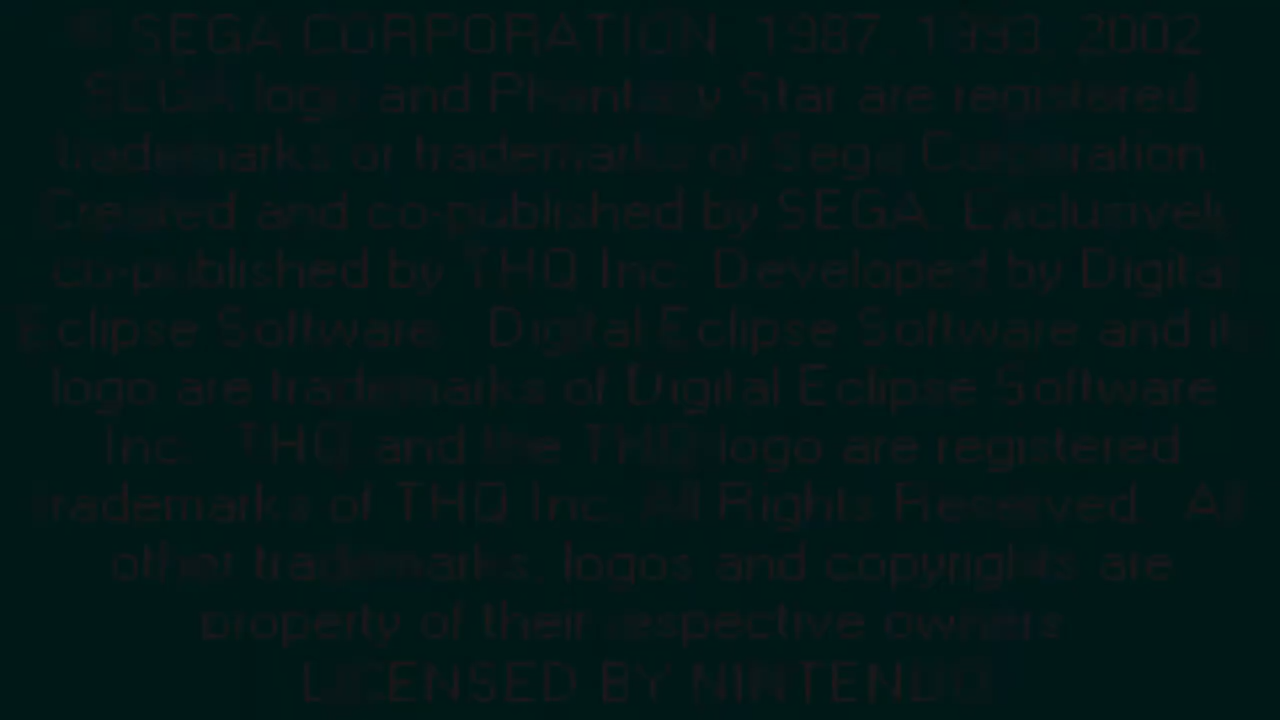 © SEGA CORPORATION 1987, 1993, 2002
SEGA logo and Phantasy Star are registered
trademarks or trademarks of Sega Corporation.
Created and co-published by SEGA. Exclusively
co-published by THQ Inc. Developed by Digital
Eclipse Software. Digital Eclipse Software and it
logo are trademarks of Digital Eclipse Software
Inc. THQ and the THQ logo are registered
trademarks of THQ Inc. All Rights Reserved. All
other trademarks, logos and copyrights are
property of their respective owners.
LICENSED BY NINTENDO